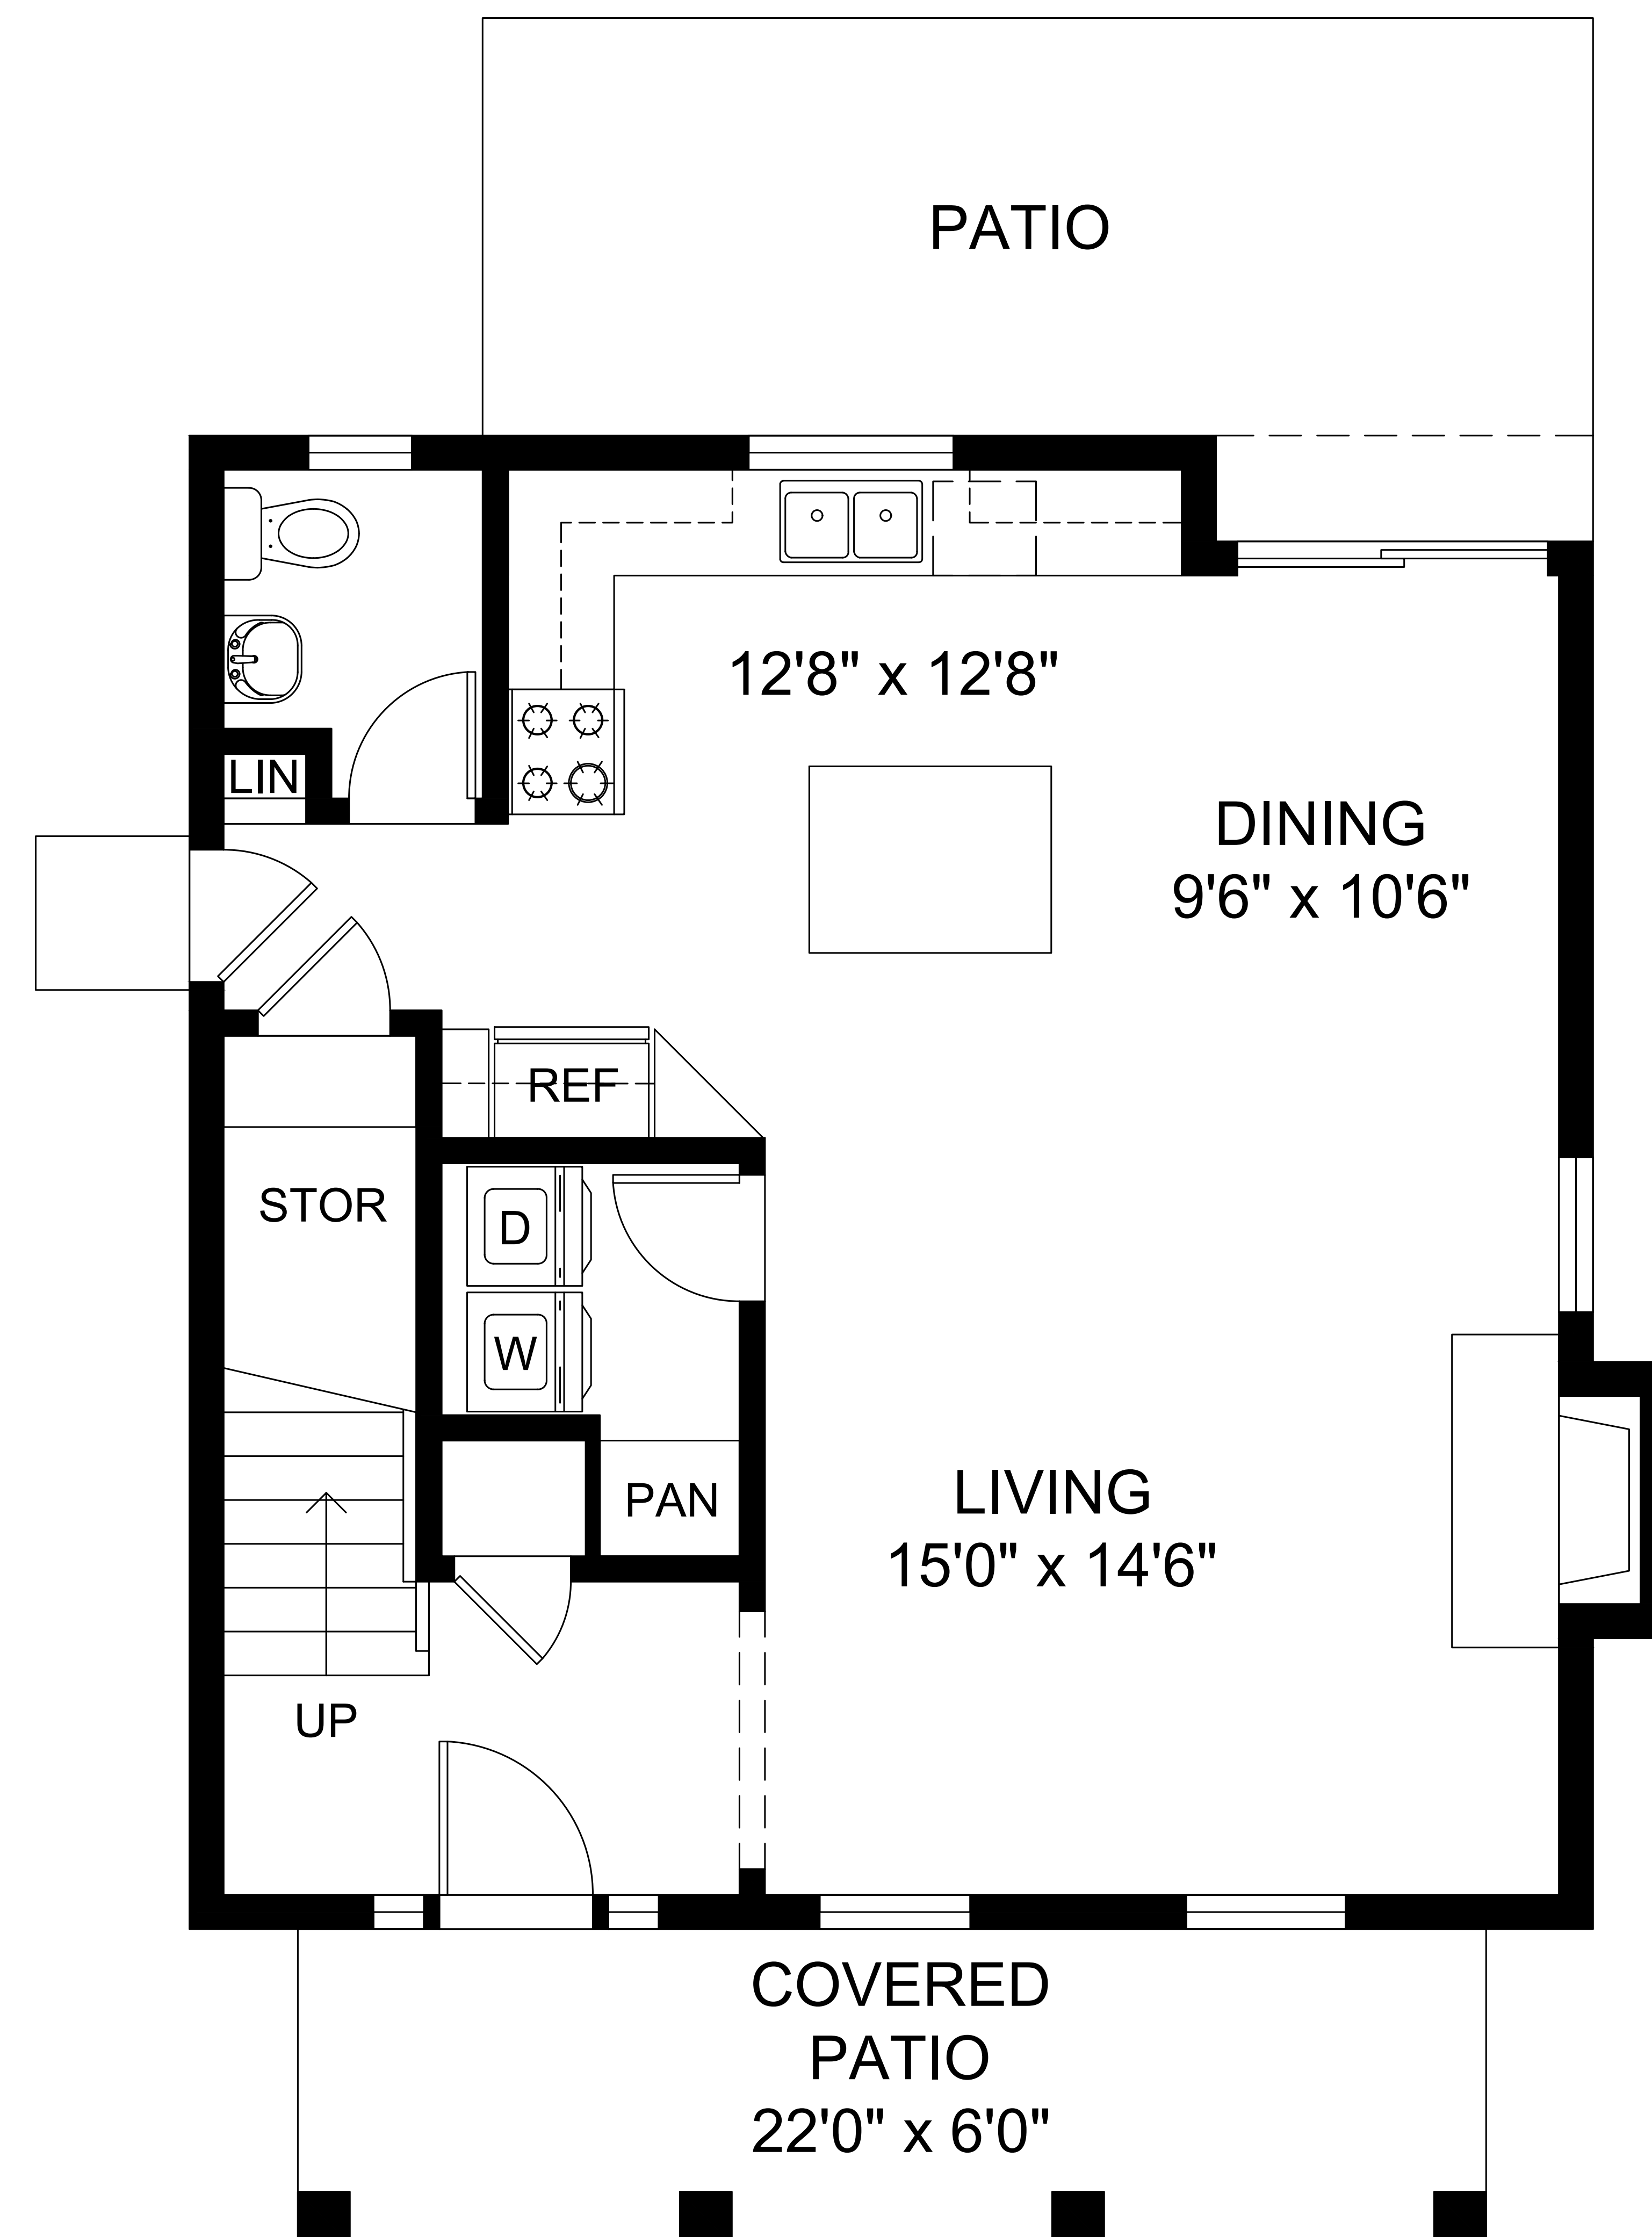 PATIO
12'8" x 12'8"
LIN
DINING
9'6" x 10'6"
REF
STOR
D
W
PAN
LIVING
15'0" x 14'6"
UP
COVERED
PATIO
22'0" x 6'0"